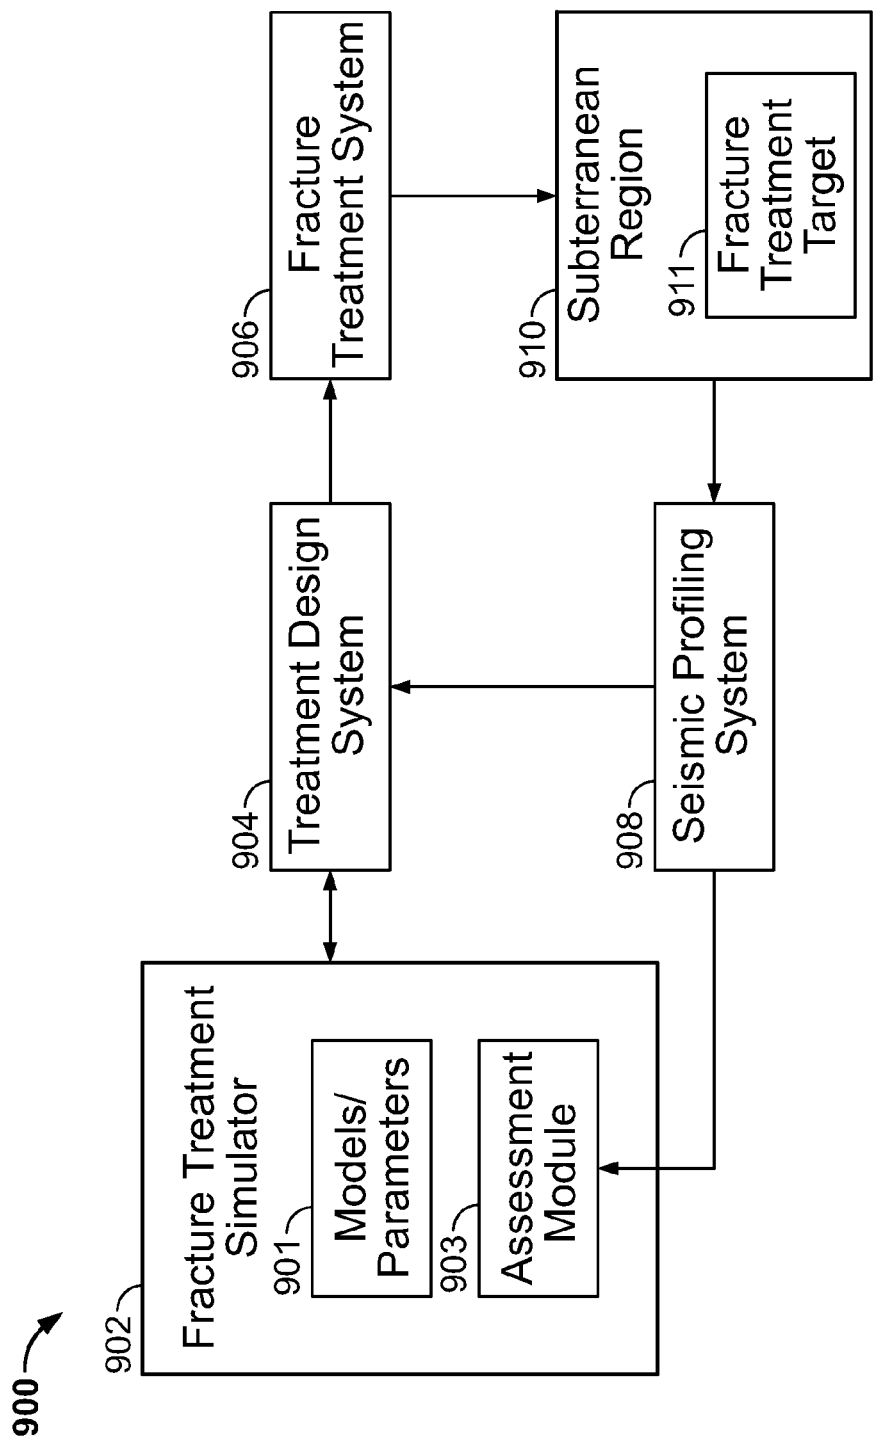 900
902
Fracture Treatment
Simulator
901
Models/
Parameters
903
Assessment
Module
904
Treatment Design
System
906
Fracture
Treatment System
908
Seismic Profiling
System
910
Subterranean
Region
911
Fracture
Treatment
Target